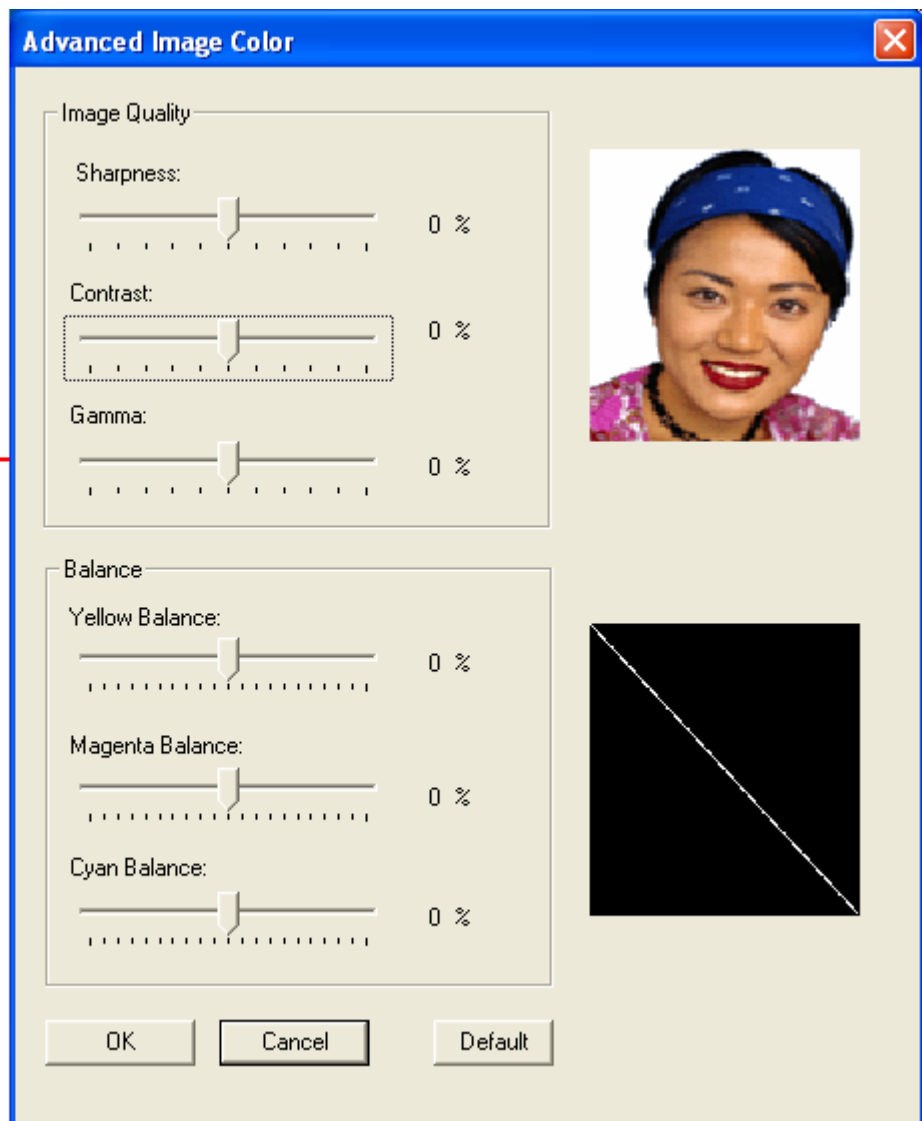 Advanced Image Color
Image Quality
Sharpness:
0 %
Contrast:
0 %
Gamma:
0 %
Balance
Yellow Balance:
0 %
Magenta Balance:
0 %
Cyan Balance:
0 %
OK Cancel Default